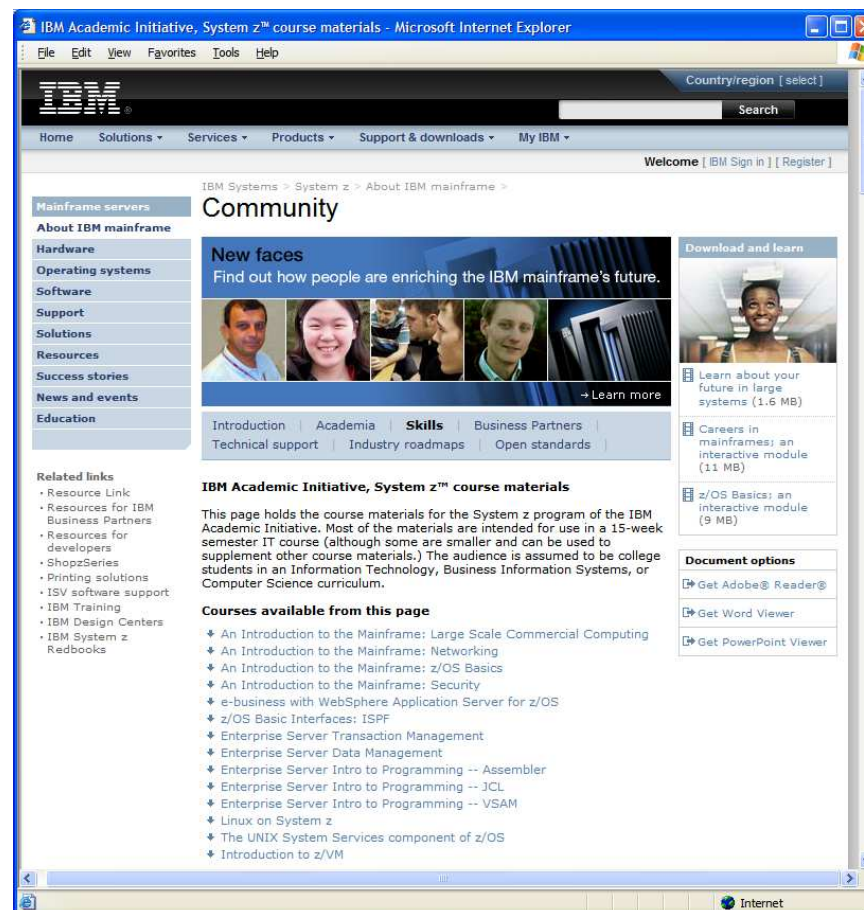 IBM Academic Initiative, System z™ course materials - Microsoft Internet Explorer
File Edit View Favorites Tools Help
Country/region [ select ]
IBM®
Search
Home Solutions Services Products Support & downloads My IBM
Welcome [ IBM Sign in ] [ Register ]
IBM Systems > System z > About IBM mainframe >
Community
Mainframe servers
About IBM mainframe
Hardware
Operating systems
Software
Support
Solutions
Resources
Success stories
News and events
Education
Related links
• Resource Link
• Resources for IBM
Business Partners
• Resources for
developers
• ShopzSeries
• Printing solutions
• ISV software support
• IBM Training
• IBM Design Centers
• IBM System z
Redbooks
New faces
Find out how people are enriching the IBM mainframe's future.
→ Learn more
Introduction | Academia | Skills | Business Partners |
Technical support | Industry roadmaps | Open standards |
IBM Academic Initiative, System z™ course materials
This page holds the course materials for the System z program of the IBM
Academic Initiative. Most of the materials are intended for use in a 15-week
semester IT course (although some are smaller and can be used to
supplement other course materials.) The audience is assumed to be college
students in an Information Technology, Business Information Systems, or
Computer Science curriculum.
Courses available from this page
An Introduction to the Mainframe: Large Scale Commercial Computing
An Introduction to the Mainframe: Networking
An Introduction to the Mainframe: z/OS Basics
An Introduction to the Mainframe: Security
e-business with WebSphere Application Server for z/OS
z/OS Basic Interfaces: ISPF
Enterprise Server Transaction Management
Enterprise Server Data Management
Enterprise Server Intro to Programming -- Assembler
Enterprise Server Intro to Programming -- JCL
Enterprise Server Intro to Programming -- VSAM
Linux on System z
The UNIX System Services component of z/OS
Introduction to z/VM
Download and learn
Learn about your
future in large
systems (1.6 MB)
Careers in
mainframes; an
interactive module
(11 MB)
z/OS Basics; an
interactive module
(9 MB)
Document options
Get Adobe® Reader®
Get Word Viewer
Get PowerPoint Viewer
Internet